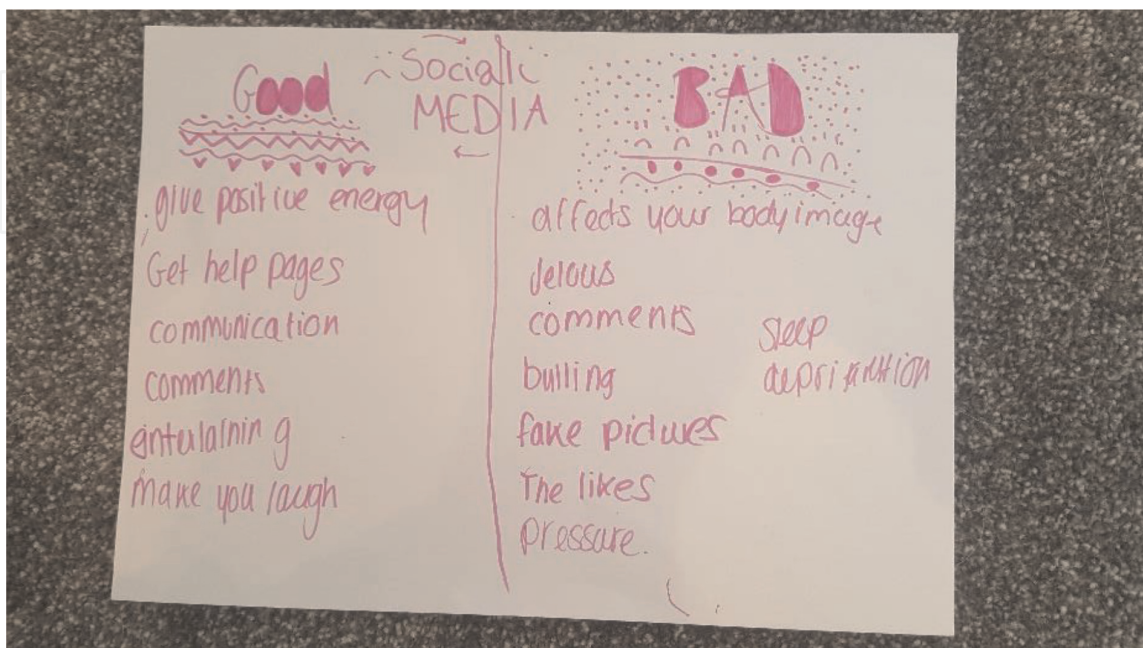 Good
Social
MEDIA
BAD
give positive energy
Get help pages
communication
comments
entertaining
make you laugh
affects your body image
Jelous
comments
bulling
fake pictures
The likes
pressure.
sleep